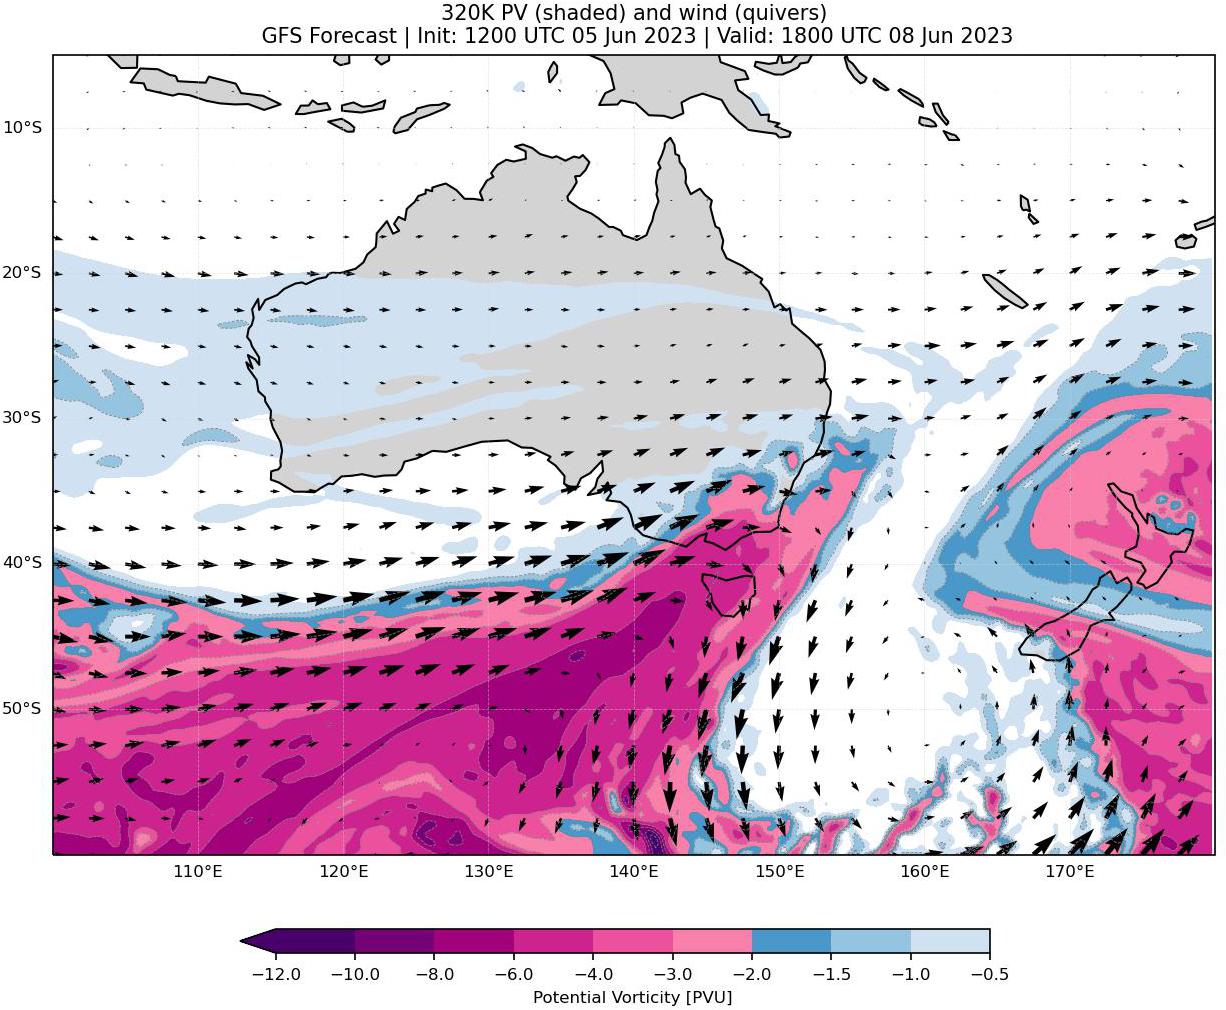 320K PV (shaded) and wind (quivers)
GFS Forecast | Init: 1200 UTC 05 Jun 2023 | Valid: 1800 UTC 08 Jun 2023
10°S
20°S
30°S
40°S
50°S
110°E 120°E 130°E 140°E 150°E 160°E 170°E
−12.0 −10.0 −8.0 −6.0 −4.0 −3.0 −2.0 −1.5 −1.0 −0.5
Potential Vorticity [PVU]